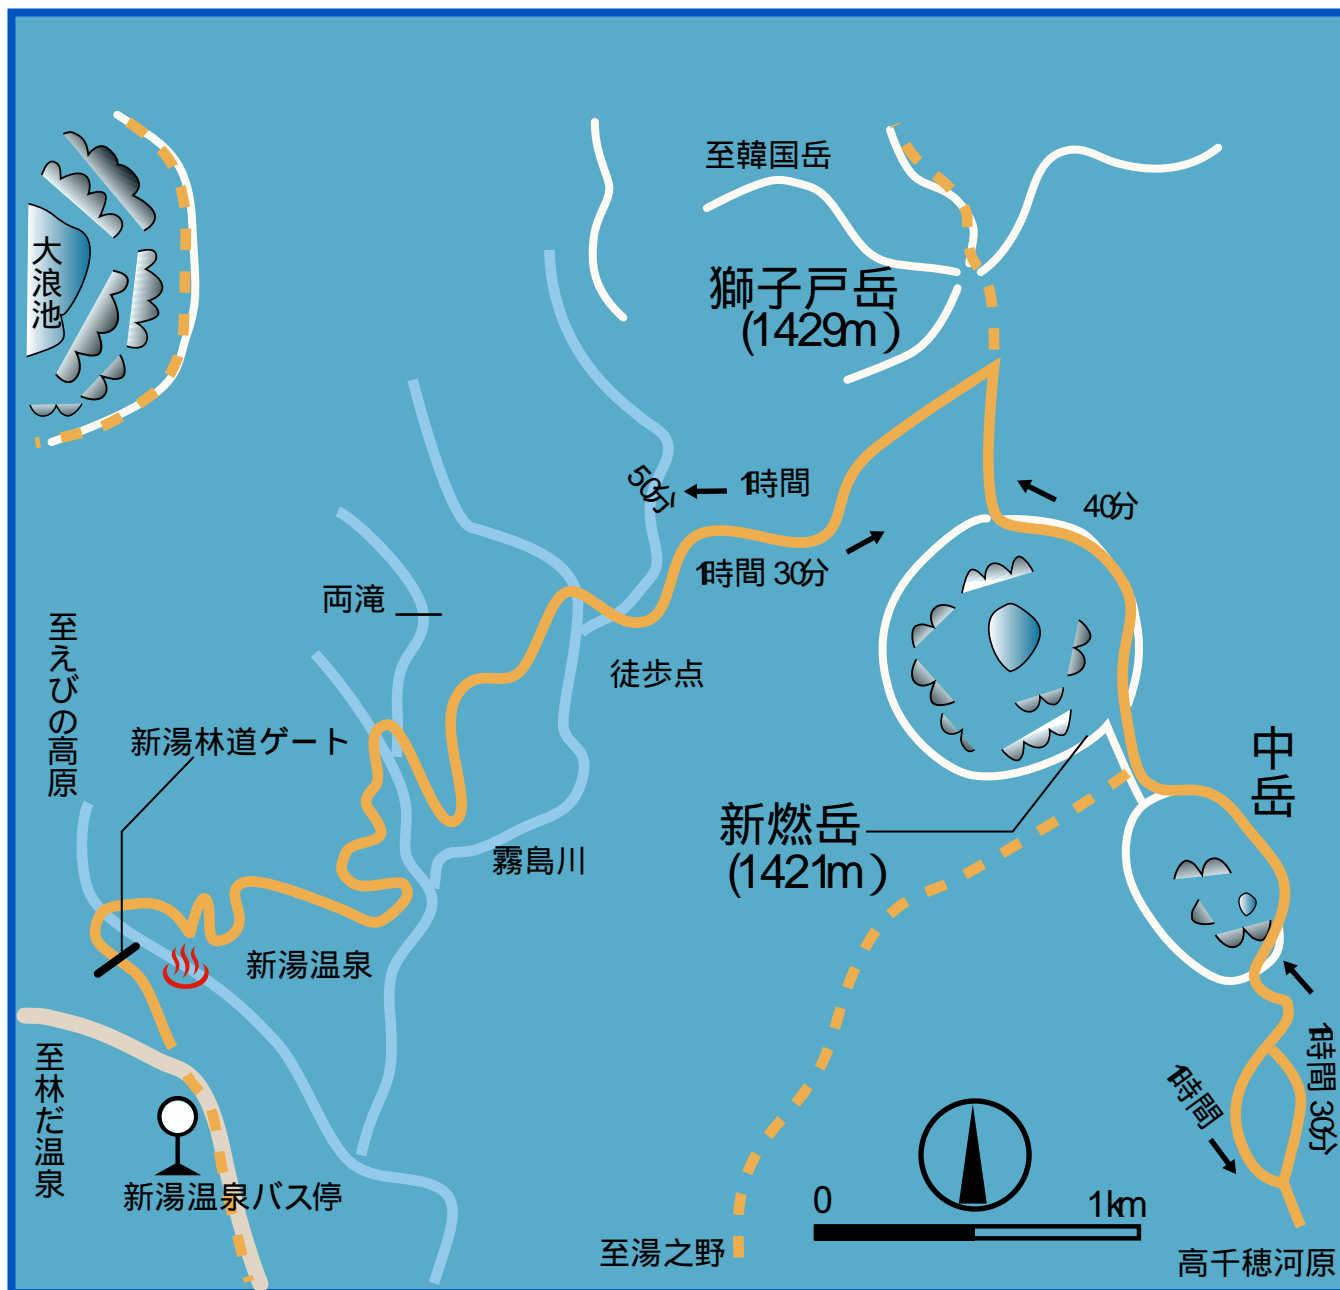 至韓国岳
大浪池
獅子戸岳
(1429m)
50分
1時間
40分
1時間30分
両滝
至えびの高原
徒歩点
新湯林道ゲート
中岳
新燃岳
(1421m)
霧島川
新湯温泉
至林だ温泉
1時間30分
1時間
新湯温泉バス停
0
1km
至湯之野
高千穂河原